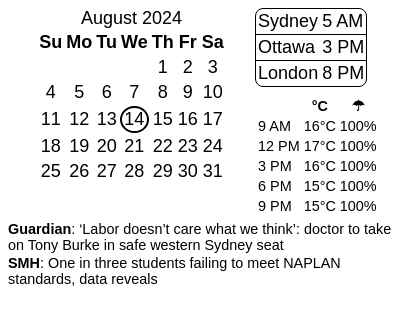 August 2024
Su Mo Tu We Th Fr Sa
1 2 3
4 5 6 7 8 9 10
11 12 13 14 15 16 17
18 19 20 21 22 23 24
25 26 27 28 29 30 31
Sydney 5 AM
Ottawa 3 PM
London 8 PM
°C ☂
9 AM 16°C 100%
12 PM 17°C 100%
3 PM 16°C 100%
6 PM 15°C 100%
9 PM 15°C 100%
Guardian: ‘Labor doesn’t care what we think’: doctor to take
on Tony Burke in safe western Sydney seat
SMH: One in three students failing to meet NAPLAN
standards, data reveals